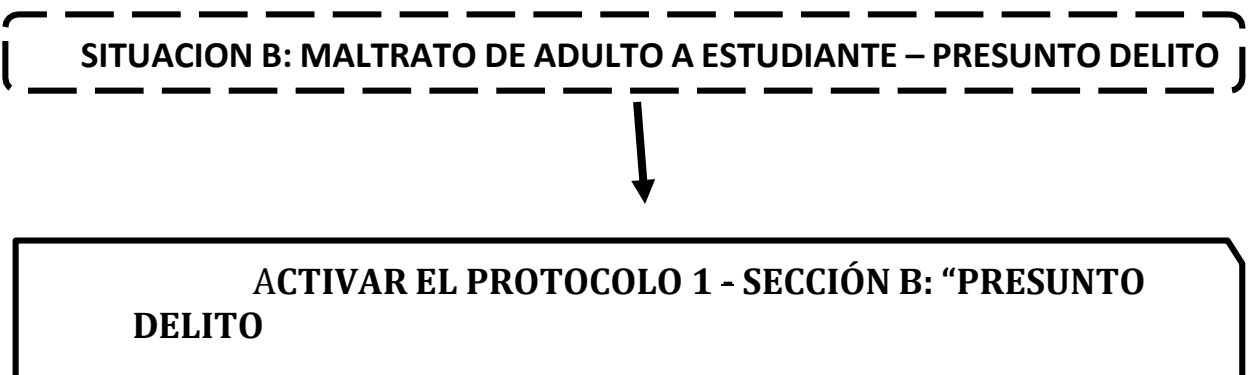 SITUACION B: MALTRATO DE ADULTO A ESTUDIANTE – PRESUNTO DELITO
ACTIVAR EL PROTOCOLO 1 - SECCIÓN B: “PRESUNTO
DELITO